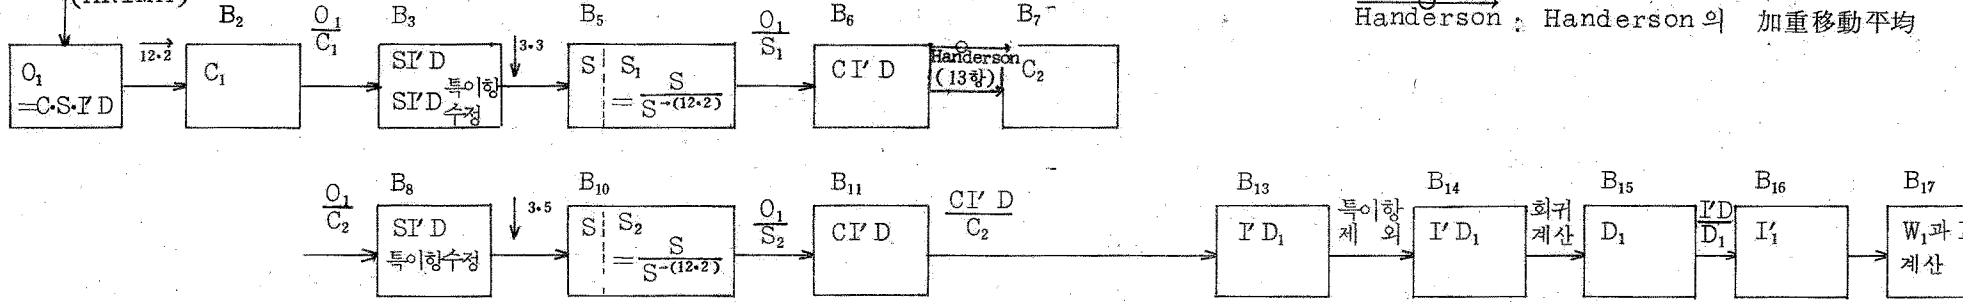 (ARIMA)
Handerson : Handerson의 加重移動平均
B2 O1/C1 B3 B5 O1/S1 B6 B7
O1 =C·S·I′D
12·2
C1
SI′D
SI′D 특이항 수정
3·3
S S1 = S/S→(12·2)
CI′D
Handerson (13항)
C2
O1/C2 B8 B10 B11 CI′D/C2 B13 B14 B15 B16 B17
SI′D
특이항수정
3·5
S S2 = S/S→(12·2)
O1/S2
CI′D
I′D1
특이항
제 외
I′D1
회귀
계산
D1
I′D/D1
I′1
W1과
계산